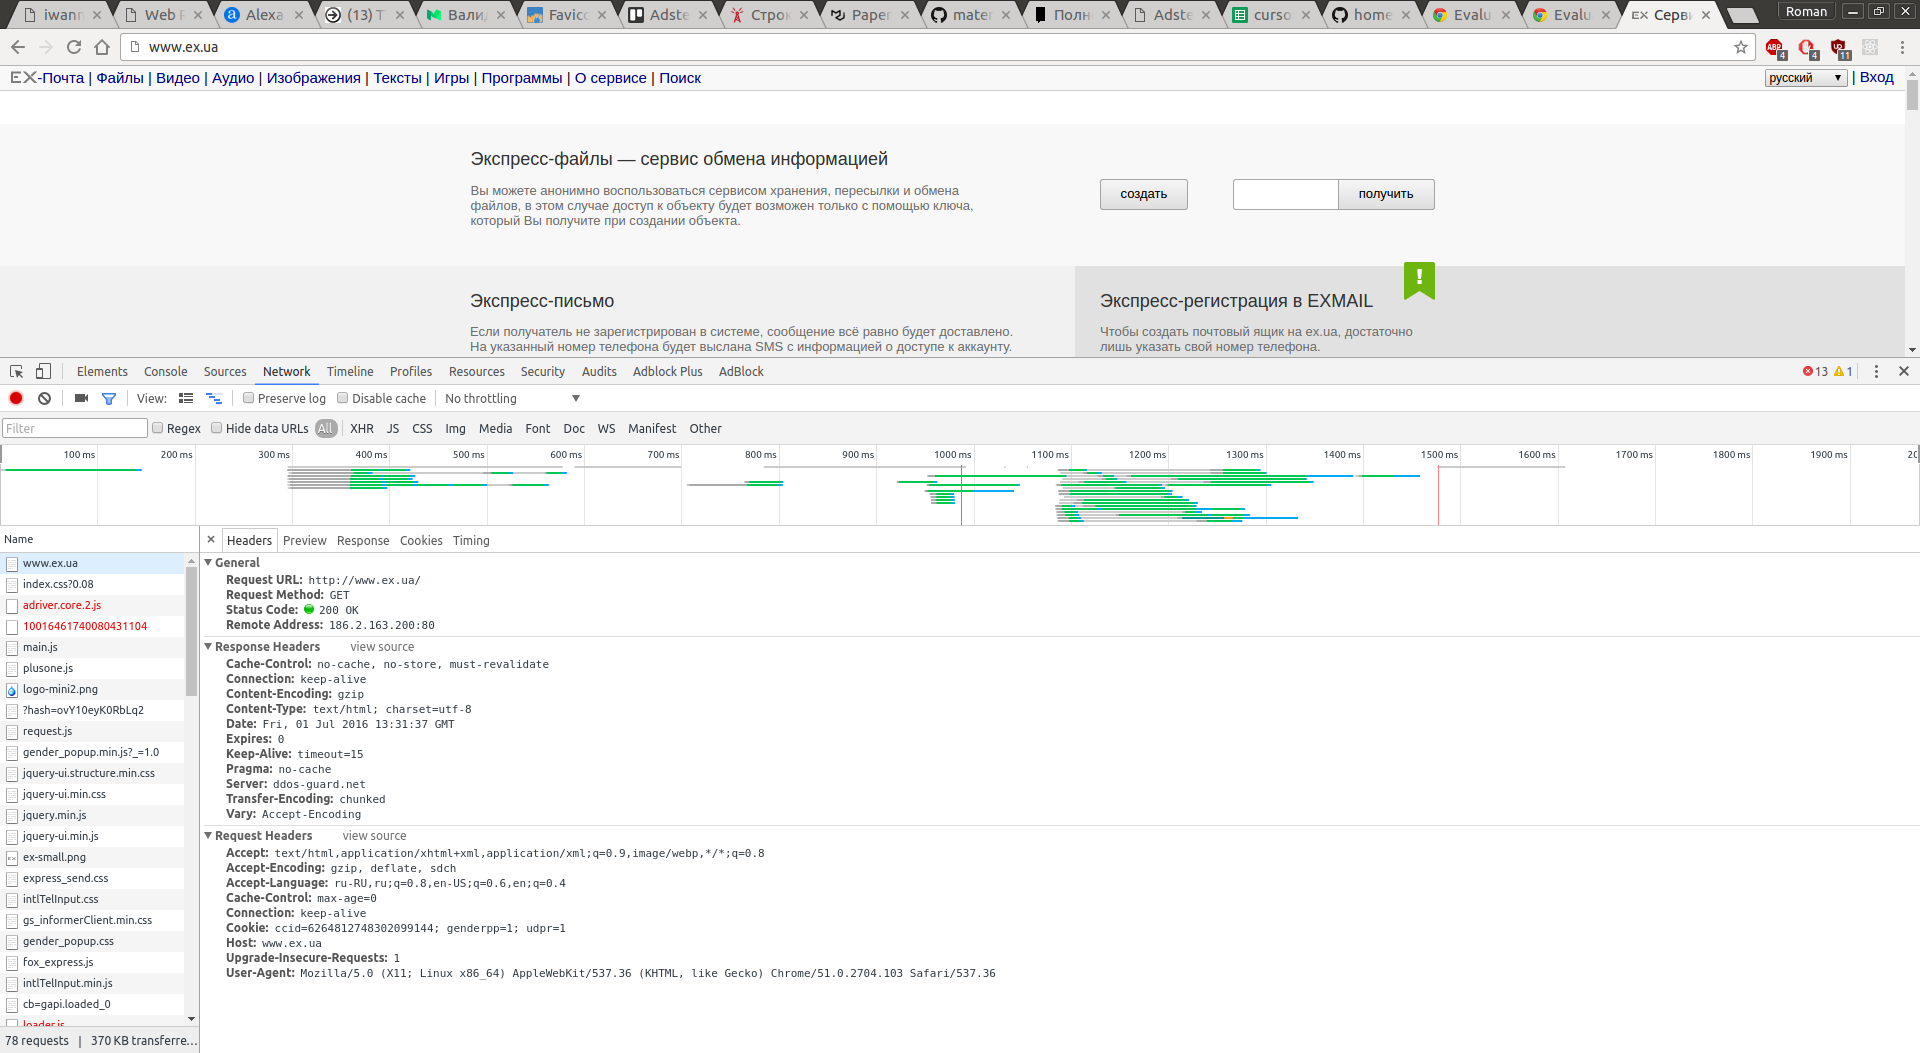 iwann
Web R
Alexa
(13) Т
Вали
Favico
Adste
Строк
Paper
mater
Полн
Adste
curso
home
Evalu
Evalu
EX Серви
Roman
www.ex.ua
4
4
11
EX-Почта | Файлы | Видео | Аудио | Изображения | Тексты | Игры | Программы | О сервисе | Поиск
русский | Вход
Экспресс-файлы — сервис обмена информацией
Вы можете анонимно воспользоваться сервисом хранения, пересылки и обмена
файлов, в этом случае доступ к объекту будет возможен только с помощью ключа,
который Вы получите при создании объекта.
создать
получить
Экспресс-письмо
Если получатель не зарегистрирован в системе, сообщение всё равно будет доставлено.
На указанный номер телефона будет выслана SMS с информацией о доступе к аккаунту.
Экспресс-регистрация в EXMAIL
Чтобы создать почтовый ящик на ex.ua, достаточно
лишь указать свой номер телефона.
Elements Console Sources Network Timeline Profiles Resources Security Audits Adblock Plus AdBlock 13 1
View: Preserve log Disable cache No throttling
Filter Regex Hide data URLs All XHR JS CSS Img Media Font Doc WS Manifest Other
100 ms 200 ms 300 ms 400 ms 500 ms 600 ms 700 ms 800 ms 900 ms 1000 ms 1100 ms 1200 ms 1300 ms 1400 ms 1500 ms 1600 ms 1700 ms 1800 ms 1900 ms
Name
www.ex.ua
index.css?0.08
adriver.core.2.js
10016461740080431104
main.js
plusone.js
logo-mini2.png
?hash=ovY10eyK0RbLq2
request.js
gender_popup.min.js?_=1.0
jquery-ui.structure.min.css
jquery-ui.min.css
jquery.min.js
jquery-ui.min.js
ex-small.png
express_send.css
intlTelInput.css
gs_informerClient.min.css
gender_popup.css
fox_express.js
intlTelInput.min.js
cb=gapi.loaded_0
loader.js
78 requests | 370 KB transferre...
Headers Preview Response Cookies Timing
General
Request URL: http://www.ex.ua/
Request Method: GET
Status Code: 200 OK
Remote Address: 186.2.163.200:80
Response Headers view source
Cache-Control: no-cache, no-store, must-revalidate
Connection: keep-alive
Content-Encoding: gzip
Content-Type: text/html; charset=utf-8
Date: Fri, 01 Jul 2016 13:31:37 GMT
Expires: 0
Keep-Alive: timeout=15
Pragma: no-cache
Server: ddos-guard.net
Transfer-Encoding: chunked
Vary: Accept-Encoding
Request Headers view source
Accept: text/html,application/xhtml+xml,application/xml;q=0.9,image/webp,*/*;q=0.8
Accept-Encoding: gzip, deflate, sdch
Accept-Language: ru-RU,ru;q=0.8,en-US;q=0.6,en;q=0.4
Cache-Control: max-age=0
Connection: keep-alive
Cookie: ccid=6264812748302099144; genderpp=1; udpr=1
Host: www.ex.ua
Upgrade-Insecure-Requests: 1
User-Agent: Mozilla/5.0 (X11; Linux x86_64) AppleWebKit/537.36 (KHTML, like Gecko) Chrome/51.0.2704.103 Safari/537.36